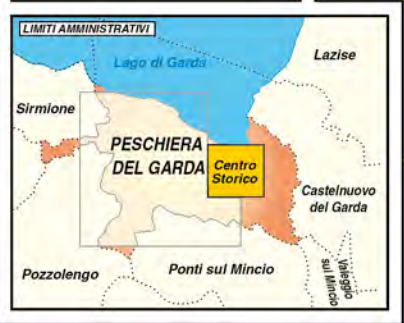 LIMITI AMMINISTRATIVI
Lago di Garda
Lazise
Sirmione
PESCHIERA
DEL GARDA
Centro
Storico
Castelnuovo
del Garda
Pozzolengo
Ponti sul Mincio
Valeggio
sul Mincio